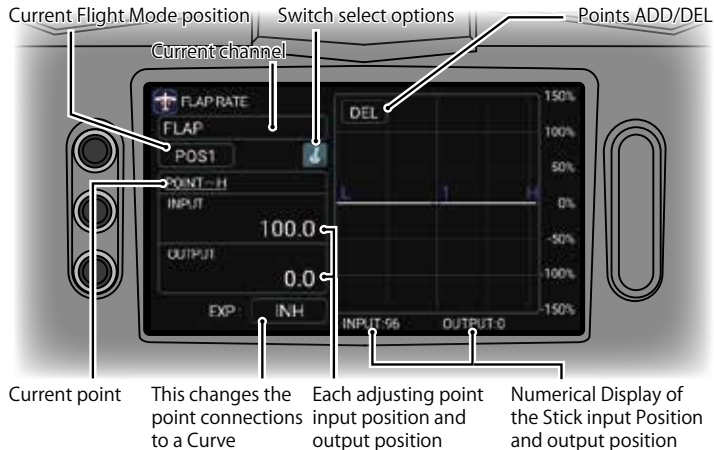 Current Flight Mode position
Switch select options
Points ADD/DEL
Current channel
FLAP RATE
FLAP
POS1
POINT-H
INPUT
100.0
OUTPUT
0.0
EXP
INH
DEL
150%
100%
50%
0%
-50%
-100%
-150%
L
1
H
INPUT:96
OUTPUT:0
Current point
This changes the
point connections
to a Curve
Each adjusting point
input position and
output position
Numerical Display of
the Stick input Position
and output position